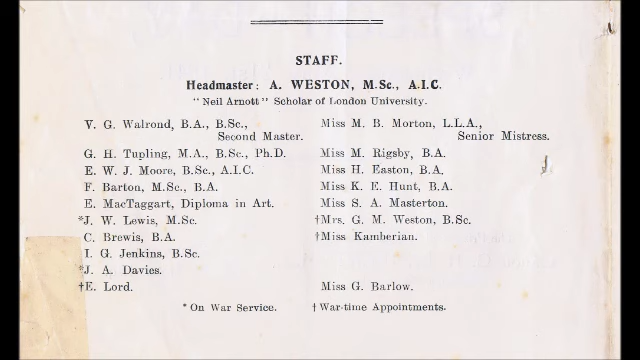 STAFF.
Headmaster: A. WESTON, M.Sc., A.I.C.
"Neil Arnott" Scholar of London University.
V. G. Walrond, B.A., B.Sc.,
Second Master.
G. H. Tupling, M.A., B.Sc., Ph.D.
E. W. J. Moore, B.Sc., A.I.C.
F. Barton, M.Sc., B.A.
E. MacTaggart, Diploma in Art.
*J. W. Lewis, M.Sc.
C. Brewis, B.A.
I. G. Jenkins, B.Sc.
*J. A. Davies.
†E. Lord.
Miss M. B. Morton, L.L.A.,
Senior Mistress.
Miss M. Rigsby, B.A.
Miss H. Easton, B.A.
Miss K. E. Hunt, B.A.
Miss S. A. Masterton.
†Mrs. G. M. Weston, B.Sc.
†Miss Kamberian.
Miss G. Barlow.
* On War Service.
† War-time Appointments.